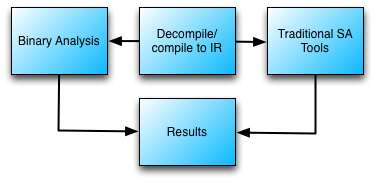 Binary Analysis
Decompile/
compile to IR
Traditional SA
Tools
Results